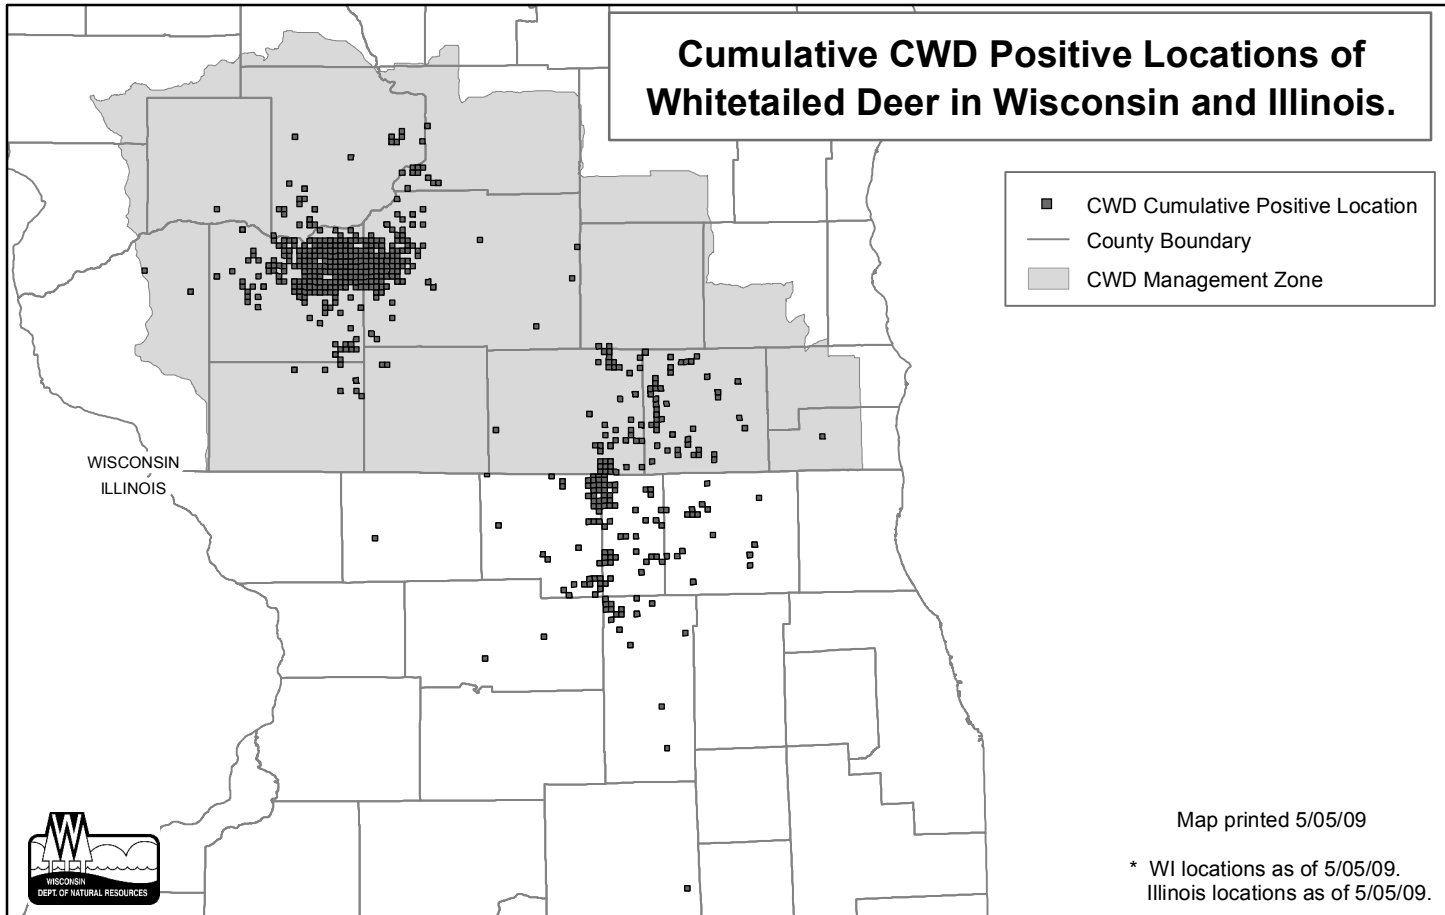 Cumulative CWD Positive Locations of
Whitetailed Deer in Wisconsin and Illinois.
CWD Cumulative Positive Location
County Boundary
CWD Management Zone
WISCONSIN
ILLINOIS
W
WISCONSIN
DEPT. OF NATURAL RESOURCES
Map printed 5/05/09
* WI locations as of 5/05/09.
Illinois locations as of 5/05/09.